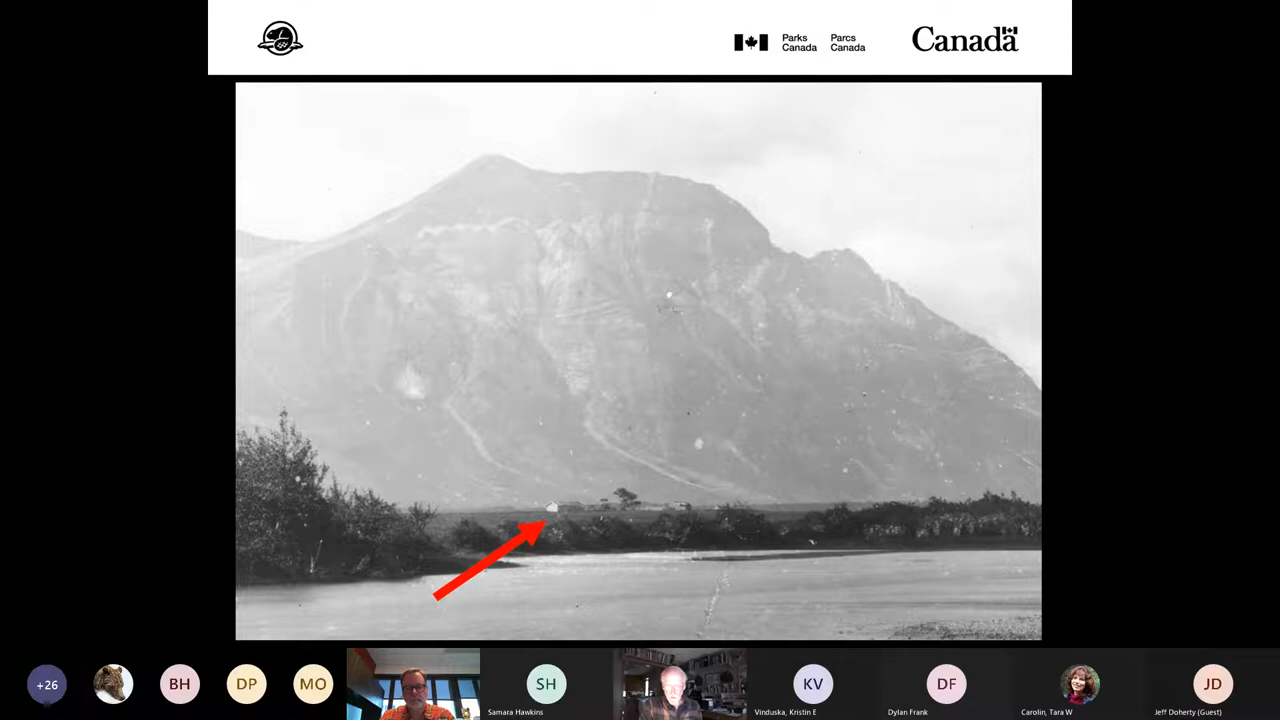 Parks
Canada
Parcs
Canada
Canada
+26
BH
DP
MO
SH
KV
DF
JD
Samara Hawkins
Vinduska, Kristin E
Dylan Frank
Carolin, Tara W
Jeff Doherty (Guest)